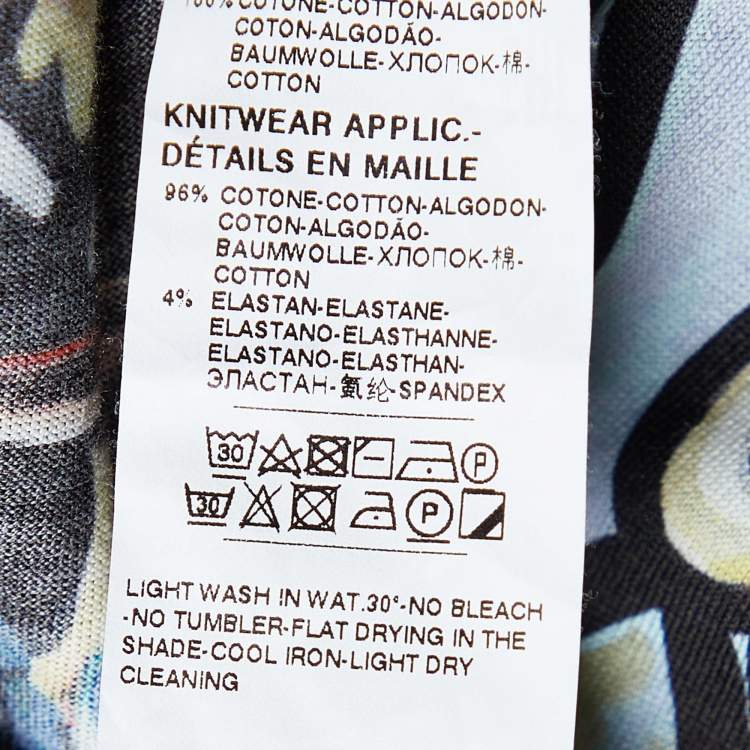 100% COTONE-COTTON-ALGODON-
COTON-ALGODÃO-
BAUMWOLLE-ХЛОПОК-棉-
COTTON
KNITWEAR APPLIC.-
DÉTAILS EN MAILLE
96% COTONE-COTTON-ALGODON-
COTON-ALGODÃO-
BAUMWOLLE-ХЛОПОК-棉-
COTTON
4% ELASTAN-ELASTANE-
ELASTANO-ELASTHANNE-
ELASTANO-ELASTHAN-
ЭЛАСТАН-氨纶-SPANDEX
30 P
30 P
LIGHT WASH IN WAT.30°-NO BLEACH
-NO TUMBLER-FLAT DRYING IN THE
SHADE-COOL IRON-LIGHT DRY
CLEANING